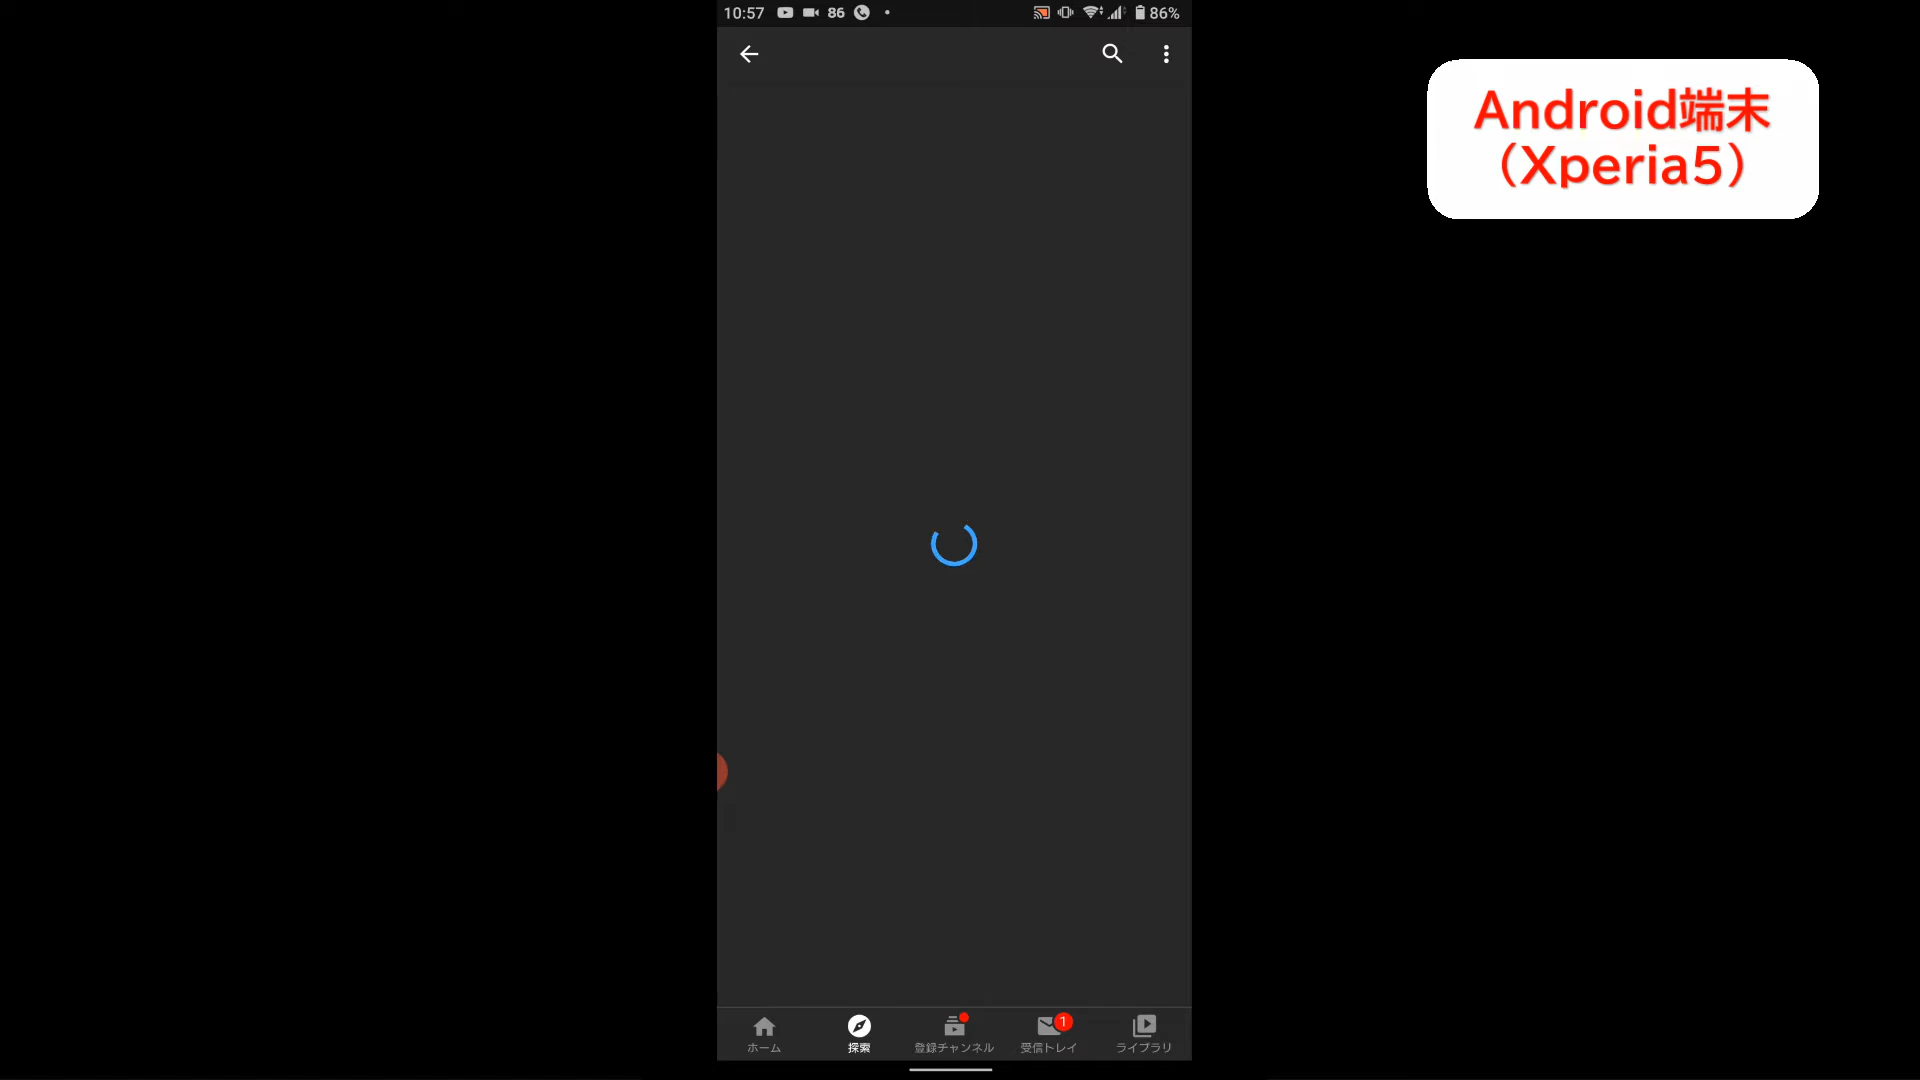 10:57 86 86%
Android端末
（Xperia5）
1
ホーム 探索 登録チャンネル 受信トレイ ライブラリ